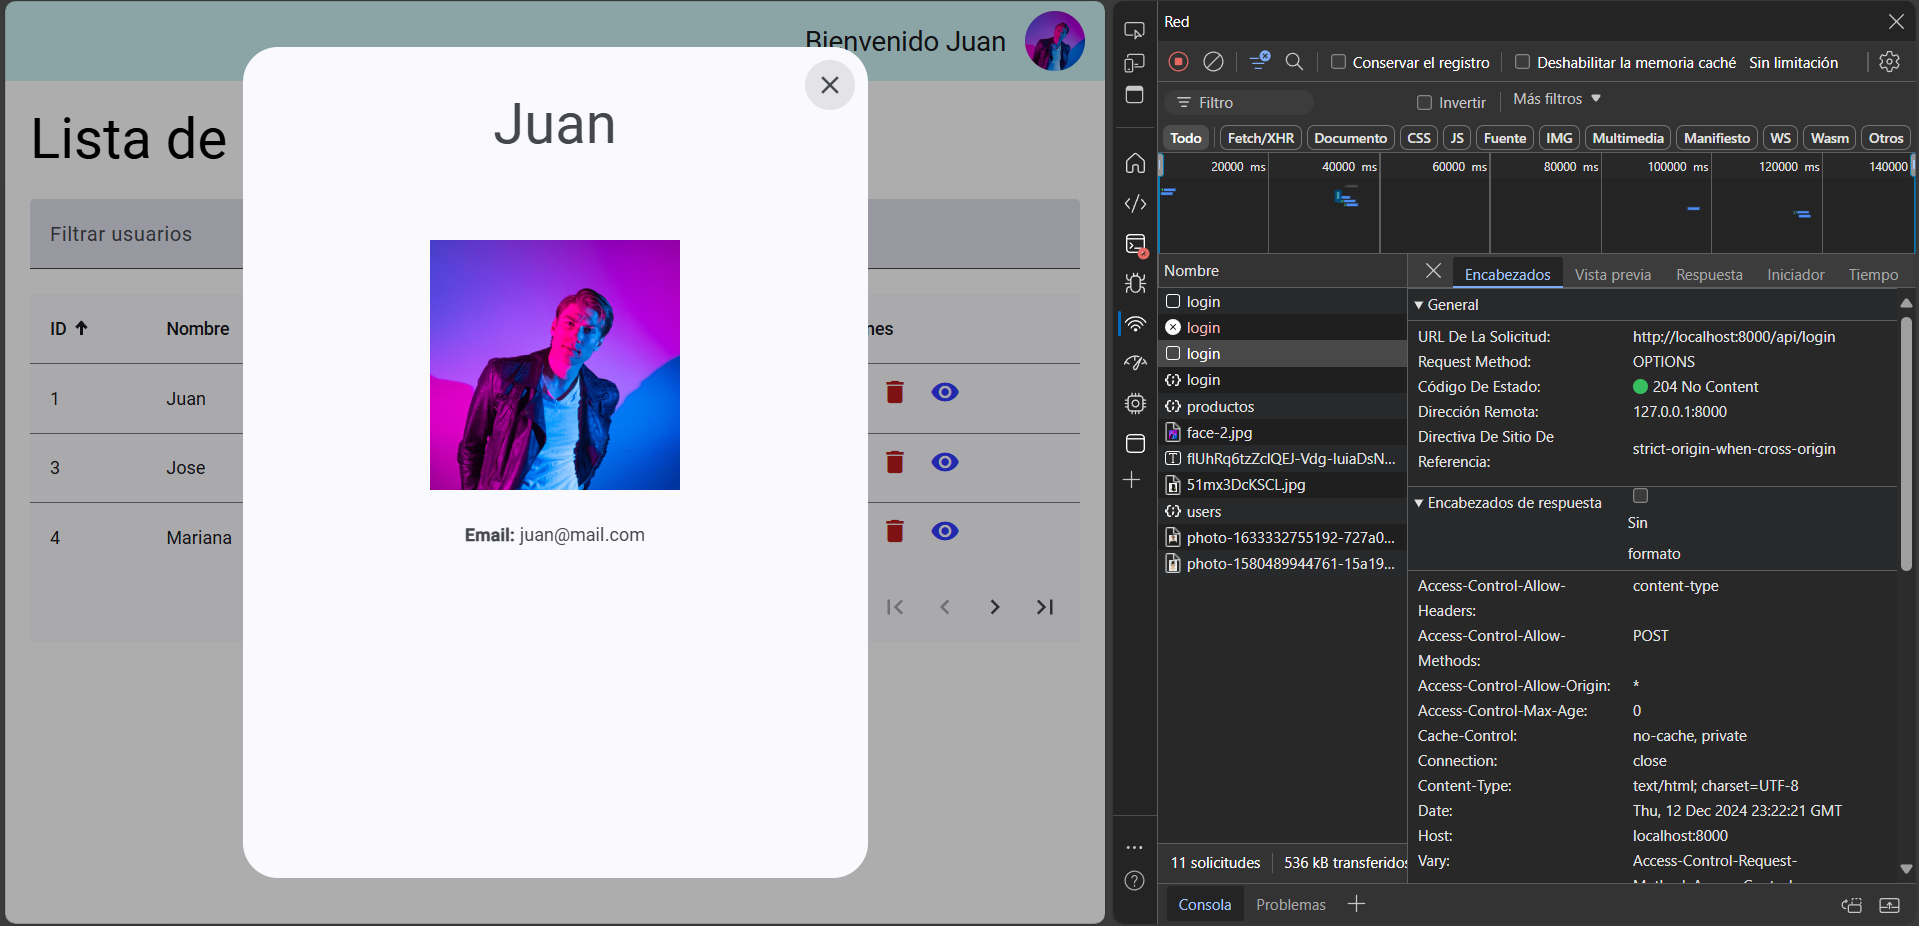 Bienvenido Juan
Lista de
Filtrar usuarios
ID Nombre nes
1 Juan
3 Jose
4 Mariana
Juan
Email: juan@mail.com
Red
Conservar el registro Deshabilitar la memoria caché Sin limitación
Filtro Invertir Más filtros
Todo Fetch/XHR Documento CSS JS Fuente IMG Multimedia Manifiesto WS Wasm Otros
20000 ms 40000 ms 60000 ms 80000 ms 100000 ms 120000 ms 140000
Nombre
login
login
login
login
productos
face-2.jpg
51mx3DcKSCL.jpg
users
photo-1633332755192-727a0...
photo-1580489944761-15a19...
11 solicitudes 536 kB transferidos
Encabezados Vista previa Respuesta Iniciador Tiempo
General
URL De La Solicitud: http://localhost:8000/api/login
Request Method: OPTIONS
Código De Estado: 204 No Content
Dirección Remota: 127.0.0.1:8000
Directiva De Sitio De
Referencia: strict-origin-when-cross-origin
Encabezados de respuesta
Sin
formato
Access-Control-Allow- content-type
Headers:
Access-Control-Allow- POST
Methods:
Access-Control-Allow-Origin: *
Access-Control-Max-Age: 0
Cache-Control: no-cache, private
Connection: close
Content-Type: text/html; charset=UTF-8
Date: Thu, 12 Dec 2024 23:22:21 GMT
Host: localhost:8000
Vary: Access-Control-Request-
Consola Problemas